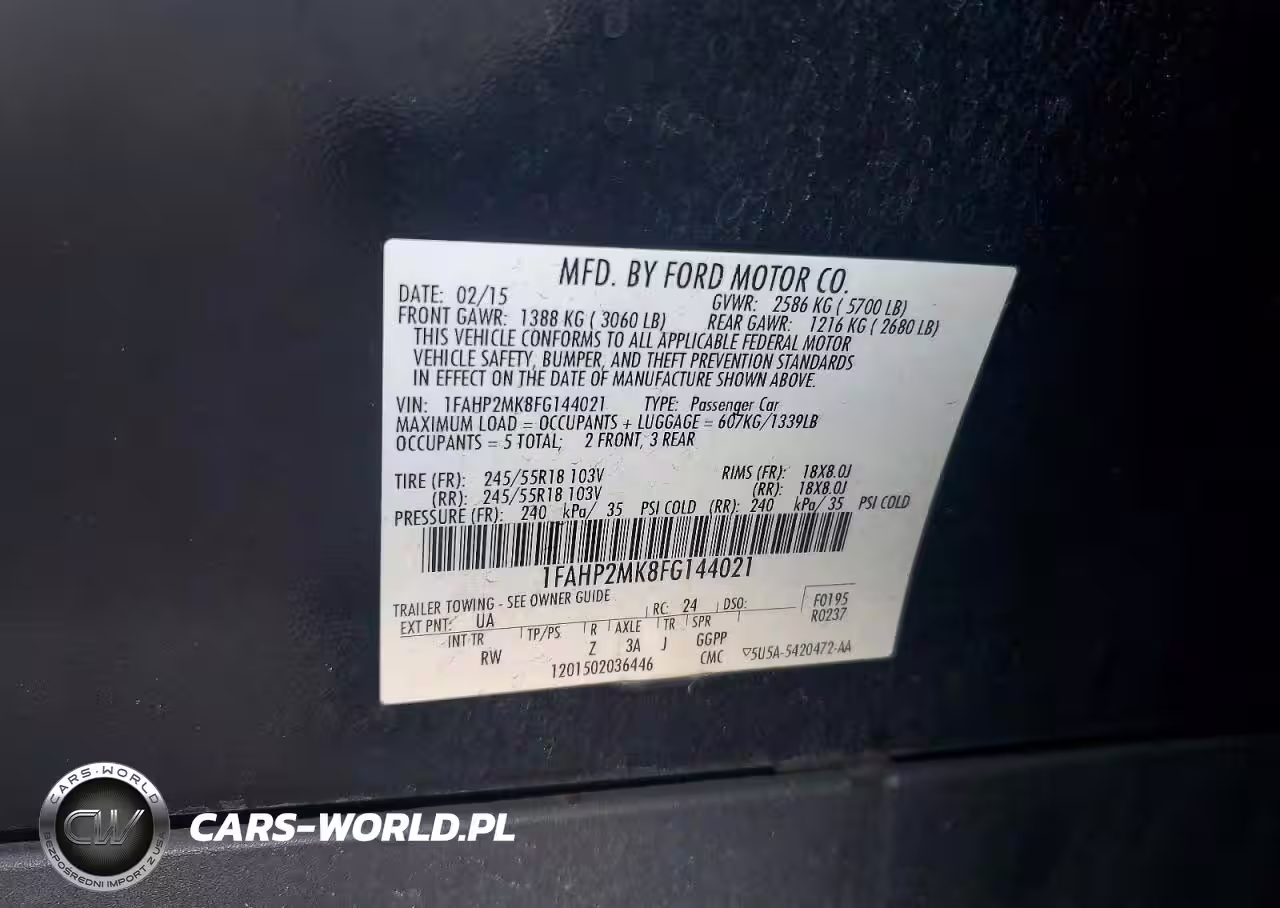 MFD. BY FORD MOTOR CO.
DATE: 02/15 GVWR: 2586 KG ( 5700 LB)
FRONT GAWR: 1388 KG ( 3060 LB) REAR GAWR: 1216 KG ( 2680 LB)
THIS VEHICLE CONFORMS TO ALL APPLICABLE FEDERAL MOTOR
VEHICLE SAFETY, BUMPER, AND THEFT PREVENTION STANDARDS
IN EFFECT ON THE DATE OF MANUFACTURE SHOWN ABOVE.
VIN: 1FAHP2MK8FG144021 TYPE: Passenger Car
MAXIMUM LOAD = OCCUPANTS + LUGGAGE = 607KG/1339LB
OCCUPANTS = 5 TOTAL; 2 FRONT, 3 REAR
TIRE (FR): 245/55R18 103V RIMS (FR): 18X8.0J
(RR): 245/55R18 103V (RR): 18X8.0J
PRESSURE (FR): 240 kPa/ 35 PSI COLD (RR): 240 kPa/ 35 PSI COLD
1FAHP2MK8FG144021
TRAILER TOWING - SEE OWNER GUIDE
EXT PNT: UA RC: 24 DSO: F0195
R0237
INT TR TP/PS R AXLE TR SPR
RW Z 3A J GGPP
1201502036446 CMC ▽5U5A-5420472-AA
CARS-WORLD
CW
BEZPOŚREDNI IMPORT Z USA
CARS-WORLD.PL